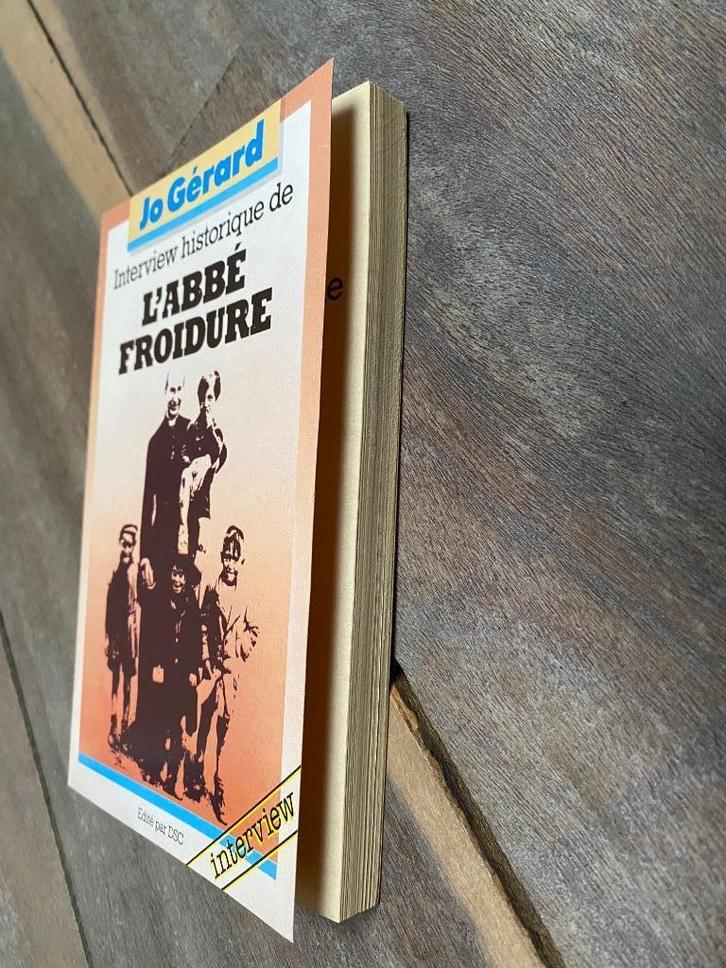 Jo Gérard
Interview historique de
L'ABBÉ
FROIDURE
e
Edité par DSC
interview